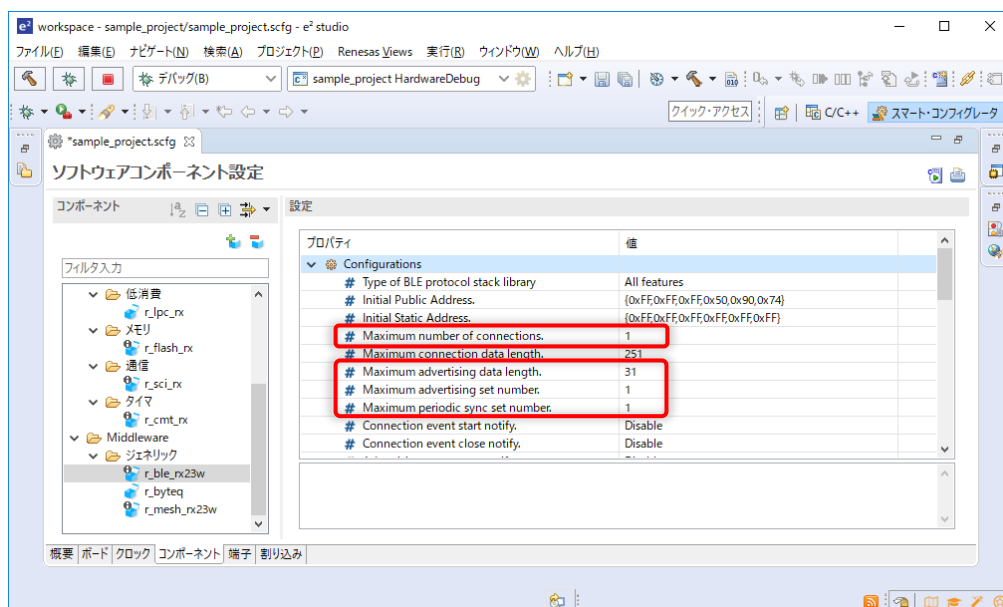 workspace - sample_project/sample_project.scfg - e² studio
ファイル(F) 編集(E) ナビゲート(N) 検索(A) プロジェクト(P) Renesas Views 実行(R) ウィンドウ(W) ヘルプ(H)
デバッグ(B) sample_project HardwareDebug
クイック・アクセス C/C++ スマート・コンフィグレータ
*sample_project.scfg
ソフトウェアコンポーネント設定
コンポーネント 設定
フィルタ入力
低消費
r_lpc_rx
メモリ
r_flash_rx
通信
r_sci_rx
タイマ
r_cmt_rx
Middleware
ジェネリック
r_ble_rx23w
r_byteq
r_mesh_rx23w
プロパティ 値
Configurations
# Type of BLE protocol stack library All features
# Initial Public Address. {0xFF,0xFF,0xFF,0x50,0x90,0x74}
# Initial Static Address. {0xFF,0xFF,0xFF,0xFF,0xFF,0xFF}
# Maximum number of connections. 1
# Maximum connection data length. 251
# Maximum advertising data length. 31
# Maximum advertising set number. 1
# Maximum periodic sync set number. 1
# Connection event start notify. Disable
# Connection event close notify. Disable
概要 ボード クロック コンポーネント 端子 割り込み